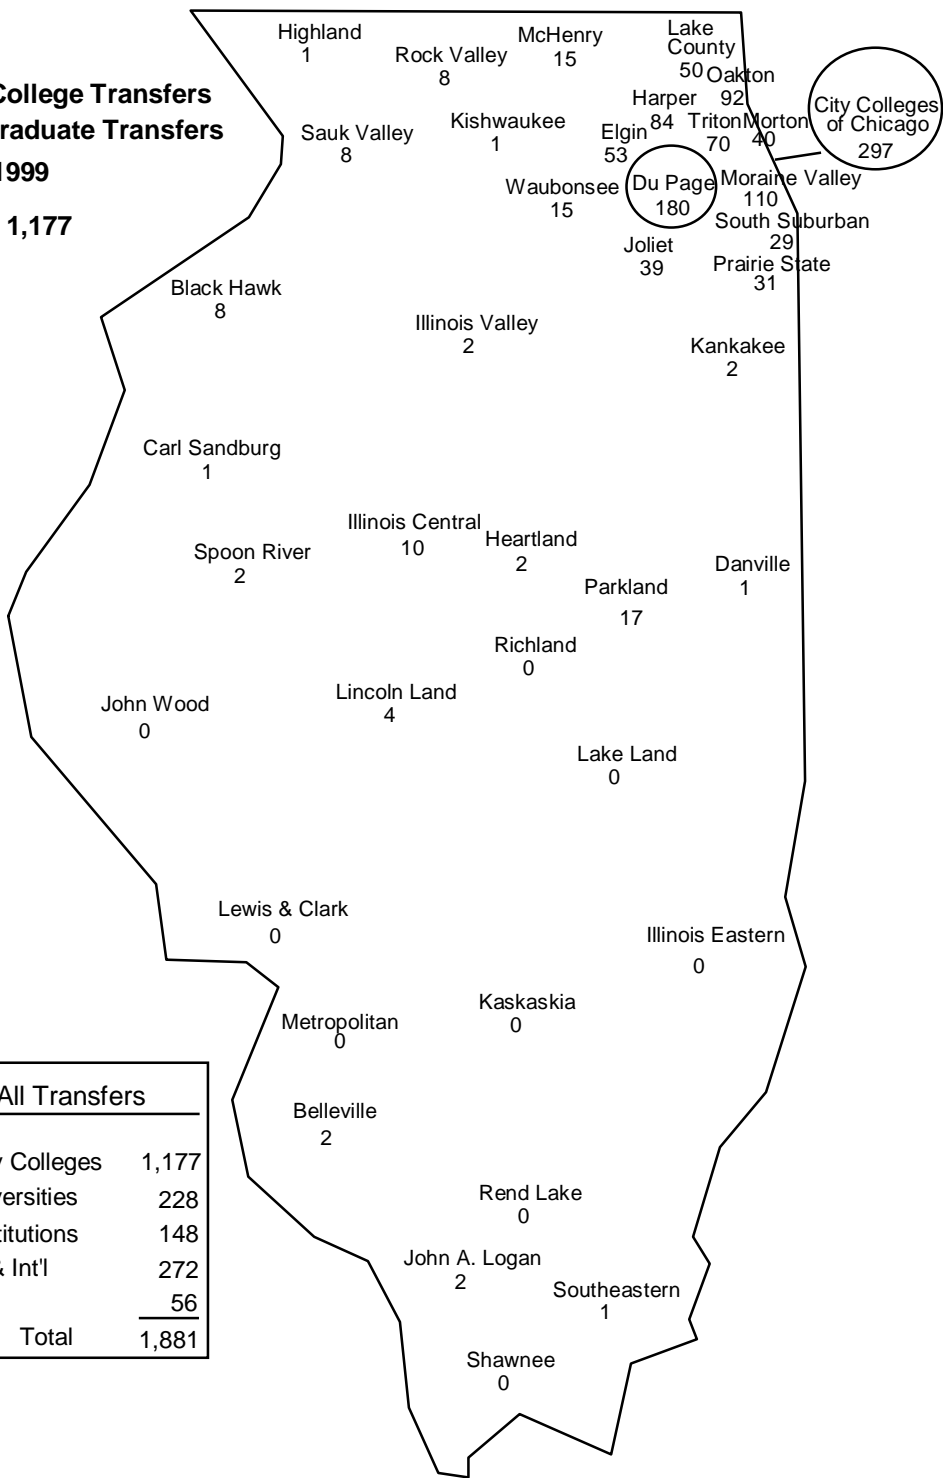 College Transfers
Graduate Transfers
1999
1,177
Highland
1
Rock Valley
8
McHenry
15
Lake
County
50
Oakton
92
Harper
84
Triton
70
Morton
40
City Colleges
of Chicago
297
Sauk Valley
8
Kishwaukee
1
Elgin
53
Waubonsee
15
Du Page
180
Moraine Valley
110
South Suburban
29
Joliet
39
Prairie State
31
Black Hawk
8
Illinois Valley
2
Kankakee
2
Carl Sandburg
1
Illinois Central
10
Heartland
2
Spoon River
2
Danville
1
Parkland
17
Richland
0
Lincoln Land
4
John Wood
0
Lake Land
0
Lewis & Clark
0
Illinois Eastern
0
Kaskaskia
0
Metropolitan
0
Belleville
2
Rend Lake
0
John A. Logan
2
Southeastern
1
Shawnee
0
All Transfers
y Colleges 1,177
versities 228
titutions 148
& Int'l 272
56
Total 1,881